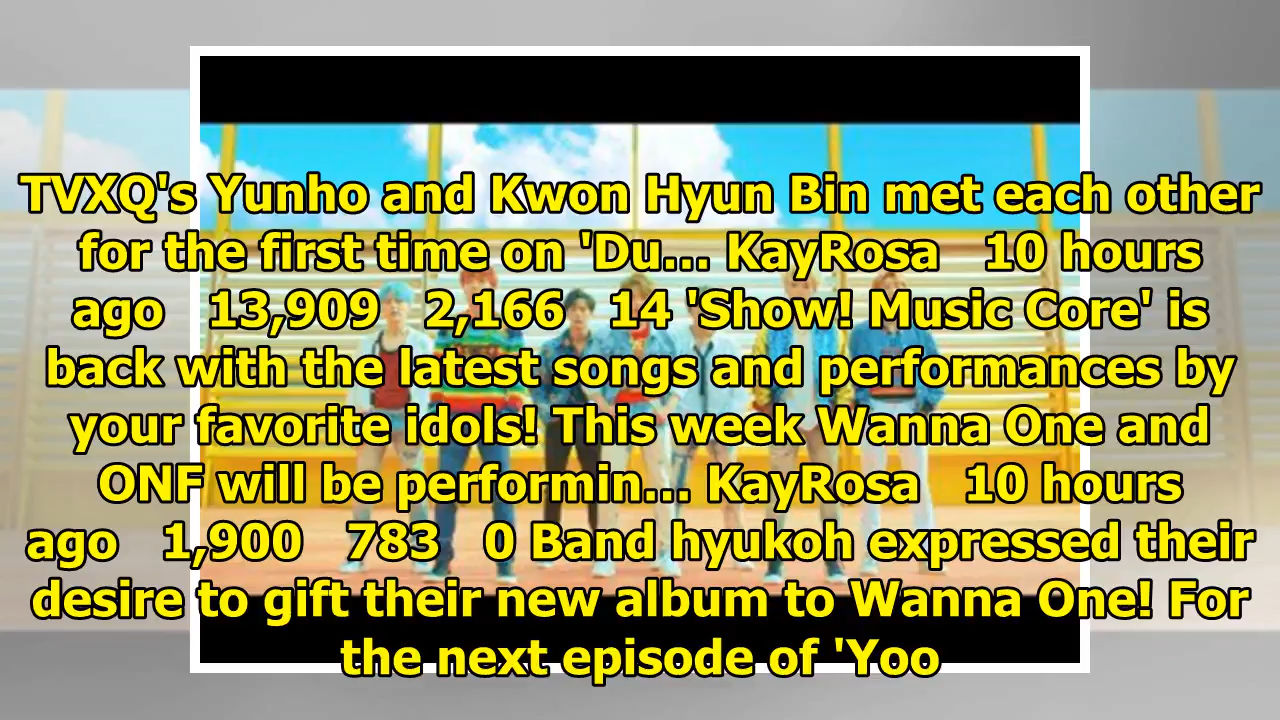 TVXQ's Yunho and Kwon Hyun Bin met each other
for the first time on 'Du... KayRosa 10 hours
ago 13,909 2,166 14 'Show! Music Core' is
back with the latest songs and performances by
your favorite idols! This week Wanna One and
ONF will be performin... KayRosa 10 hours
ago 1,900 783 0 Band hyukoh expressed their
desire to gift their new album to Wanna One! For
the next episode of 'Yoo